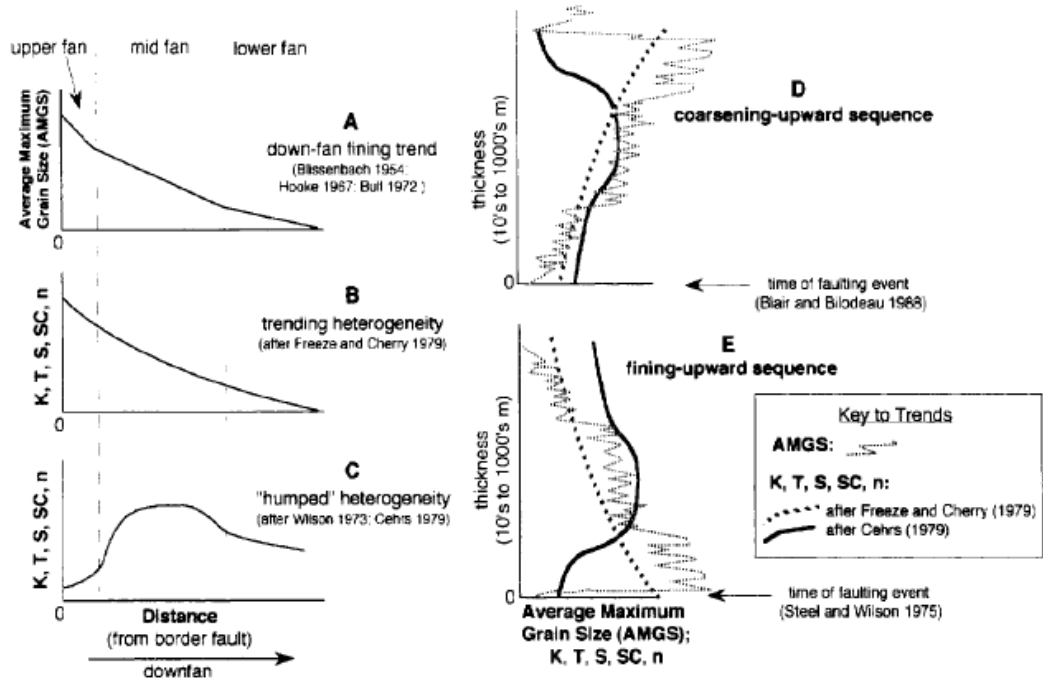 upper fan
mid fan
lower fan
Average Maximum
Grain Size (AMGS)
A
down-fan fining trend
(Blissenbach 1954;
Hooke 1967; Bull 1972 )
0
K, T, S, SC, n
B
trending heterogeneity
(after Freeze and Cherry 1979)
0
K, T, S, SC, n
C
"humped" heterogeneity
(after Wilson 1973; Cehrs 1979)
0
Distance
(from border fault)
downfan
thickness
(10's to 1000's m)
D
coarsening-upward sequence
0
time of faulting event
(Blair and Bilodeau 1988)
thickness
(10's to 1000's m)
E
fining-upward sequence
0
time of faulting event
(Steel and Wilson 1975)
Average Maximum
Grain Size (AMGS);
K, T, S, SC, n
Key to Trends
AMGS:
K, T, S, SC, n:
after Freeze and Cherry (1979)
after Cehrs (1979)